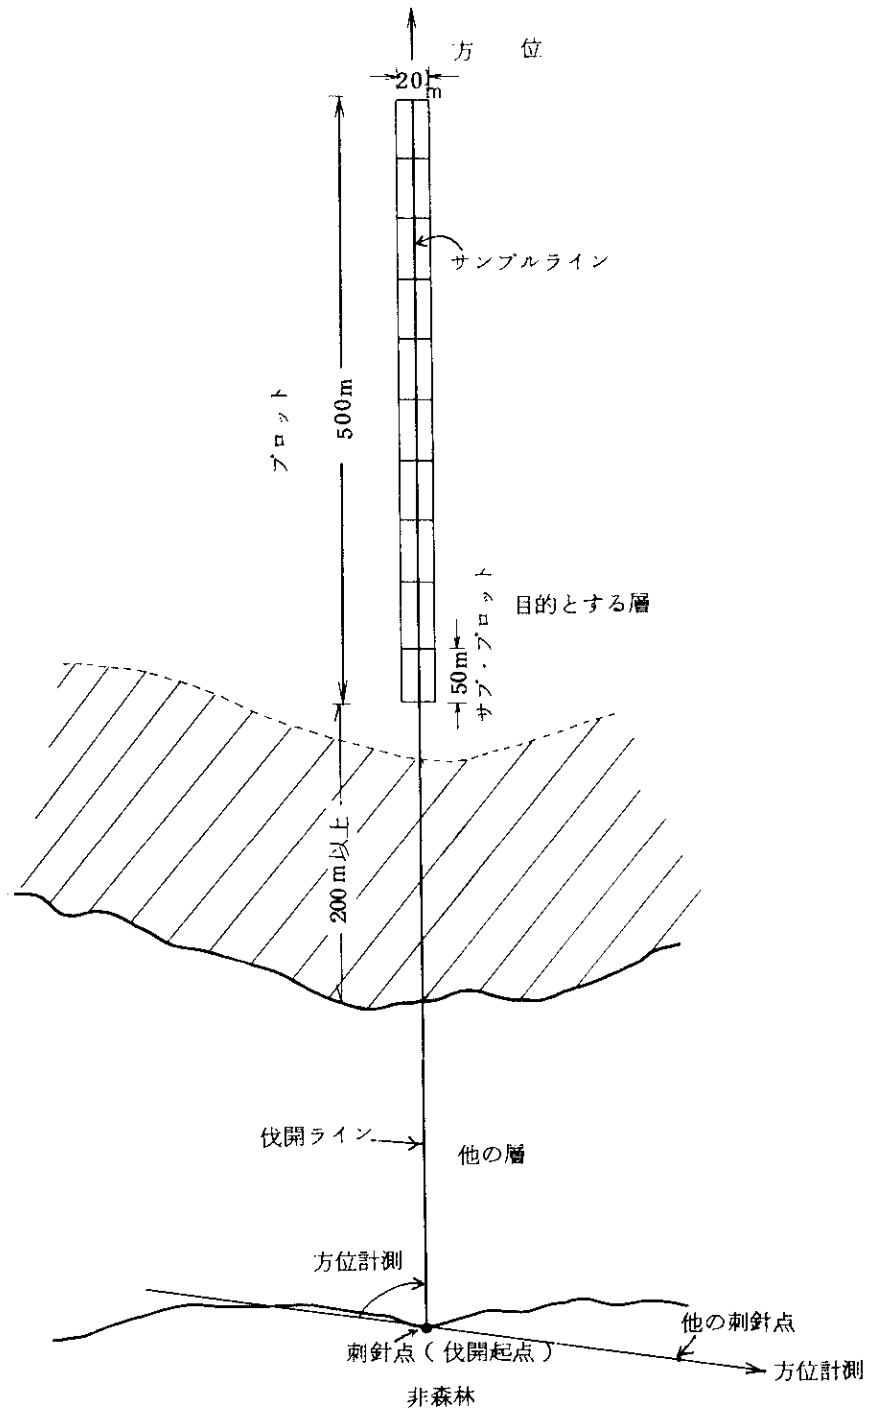 方　位
20m
サンプルライン
プロット
500m
サブ・プロット
50m
目的とする層
200m以上
伐開ライン
他の層
方位計測
他の刺針点
刺針点（伐開起点）
方位計測
非森林